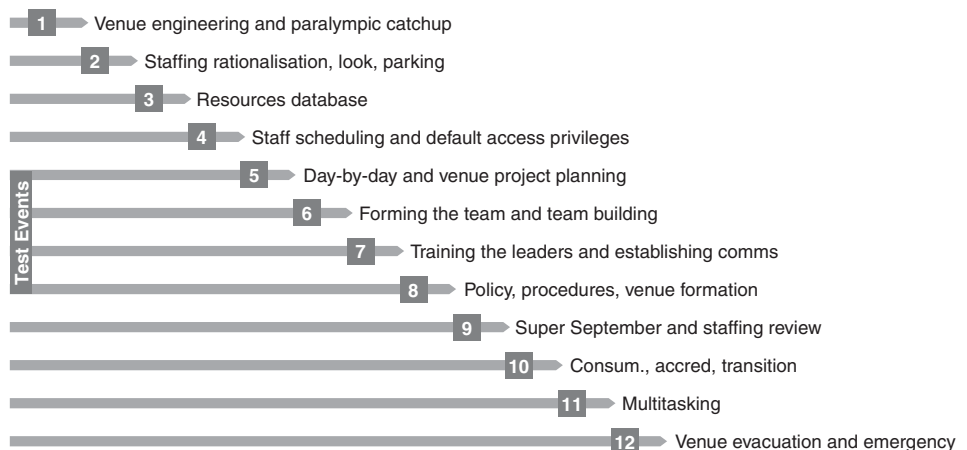 1 Venue engineering and paralympic catchup
2 Staffing rationalisation, look, parking
3 Resources database
4 Staff scheduling and default access privileges
5 Day-by-day and venue project planning
Test Events
6 Forming the team and team building
7 Training the leaders and establishing comms
8 Policy, procedures, venue formation
9 Super September and staffing review
10 Consum., accred, transition
11 Multitasking
12 Venue evacuation and emergency